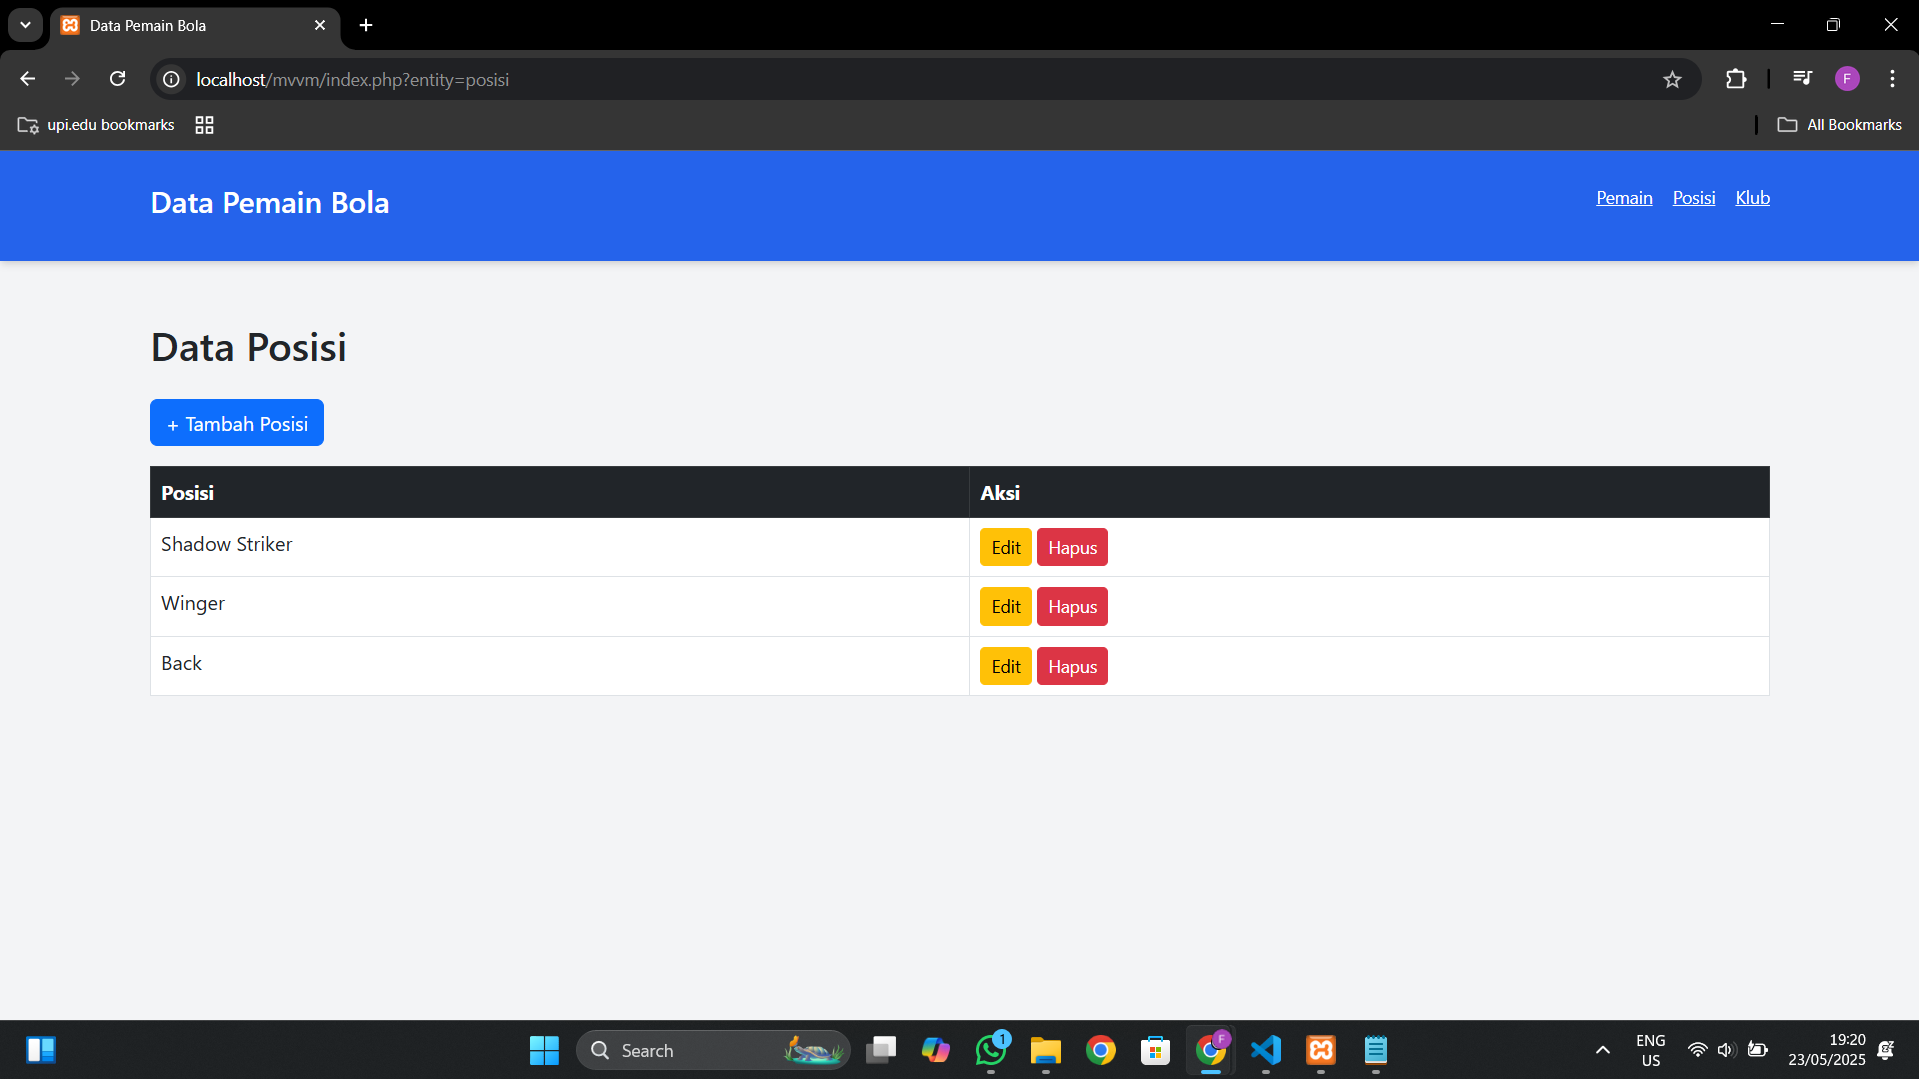 Data Pemain Bola
localhost/mvvm/index.php?entity=posisi
F
upi.edu bookmarks
All Bookmarks
Data Pemain Bola
Pemain Posisi Klub
Data Posisi
+ Tambah Posisi
Posisi Aksi
Shadow Striker Edit Hapus
Winger Edit Hapus
Back Edit Hapus
Search
1
F
ENG
US
19:20
23/05/2025